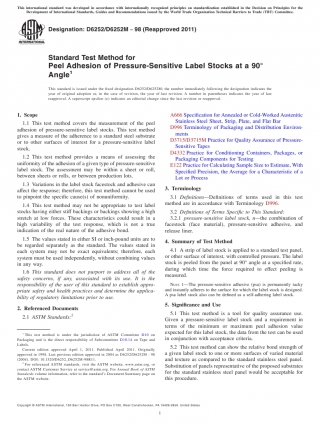 This international standard was developed in accordance with internationally recognized principles on standardization established in the Decision on Principles for the
Development of International Standards, Guides and Recommendations issued by the World Trade Organization Technical Barriers to Trade (TBT) Committee.
Designation: D6252/D6252M − 98 (Reapproved 2011)
Standard Test Method for
Peel Adhesion of Pressure-Sensitive Label Stocks at a 90°
Angle1
This standard is issued under the fixed designation D6252/D6252M; the number immediately following the designation indicates the
year of original adoption or, in the case of revision, the year of last revision. A number in parentheses indicates the year of last
reapproval. A superscript epsilon (ε) indicates an editorial change since the last revision or reapproval.
1. Scope
1.1 This test method covers the measurement of the peel
adhesion of pressure-sensitive label stocks. This test method
gives a measure of the adherence to a standard steel substrate
or to other surfaces of interest for a pressure-sensitive label
stock.
1.2 This test method provides a means of assessing the
uniformity of the adhesion of a given type of pressure-sensitive
label stock. The assessment may be within a sheet or roll,
between sheets or rolls, or between production lots.
1.3 Variations in the label stock facestock and adhesive can
affect the response; therefore, this test method cannot be used
to pinpoint the specific cause(s) of nonuniformity.
1.4 This test method may not be appropriate to test label
stocks having either stiff backings or backings showing a high
stretch at low forces. These characteristics could result in a
high variability of the test response, which is not a true
indication of the real nature of the adhesive bond.
1.5 The values stated in either SI or inch-pound units are to
be regarded separately as the standard. The values stated in
each system may not be exact equivalents; therefore, each
system must be used independently, without combining values
in any way.
1.6 This standard does not purport to address all of the
safety concerns, if any, associated with its use. It is the
responsibility of the user of this standard to establish appro-
priate safety and health practices and determine the applica-
bility of regulatory limitations prior to use.
2. Referenced Documents
2.1 ASTM Standards:2
1 This test method is under the jurisdiction of ASTM Committee D10 on
Packaging and is the direct responsibility of Subcommittee D10.14 on Tape and
Labels.
Current edition approved April 1, 2011. Published April 2011. Originally
approved in 1998. Last previous edition approved in 2004 as D6252/D6252M – 98
(2004). DOI: 10.1520/D6252_D6252M-98R11.
2 For referenced ASTM standards, visit the ASTM website, www.astm.org, or
contact ASTM Customer Service at service@astm.org. For Annual Book of ASTM
Standards volume information, refer to the standard's Document Summary page on
the ASTM website.
A666 Specification for Annealed or Cold-Worked Austenitic
Stainless Steel Sheet, Strip, Plate, and Flat Bar
D996 Terminology of Packaging and Distribution Environ-
ments
D3715/D3715M Practice for Quality Assurance of Pressure-
Sensitive Tapes
D4332 Practice for Conditioning Containers, Packages, or
Packaging Components for Testing
E122 Practice for Calculating Sample Size to Estimate, With
Specified Precision, the Average for a Characteristic of a
Lot or Process
3. Terminology
3.1 Definitions—Definitions of terms used in this test
method are in accordance with Terminology D996.
3.2 Definitions of Terms Specific to This Standard:
3.2.1 pressure-sensitive label stock, n—the combination of
facestock (face material), pressure-sensitive adhesive, and
release liner.
4. Summary of Test Method
4.1 A strip of label stock is applied to a standard test panel,
or other surface of interest, with controlled pressure. The label
stock is peeled from the panel at 90° angle at a specified rate,
during which time the force required to effect peeling is
measured.
NOTE 1—The pressure-sensitive adhesive (psa) is permanently tacky
and instantly adheres to the surface for which the label stock is designed.
A psa label stock also can be defined as a self-adhering label stock.
5. Significance and Use
5.1 This test method is a tool for quality assurance use.
Given a pressure-sensitive label stock and a requirement in
terms of the minimum or maximum peel adhesion value
expected for this label stock, the data from the test can be used
in conjunction with acceptance criteria.
5.2 This test method can show the relative bond strength of
a given label stock to one or more surfaces of varied material
and texture as compared to the standard stainless steel panel.
Substitution of panels representative of the proposed substrates
for the standard stainless steel panel would be acceptable for
this procedure.
Copyright © ASTM International, 100 Barr Harbor Drive, PO Box C700, West Conshohocken, PA 19428-2959. United States
1